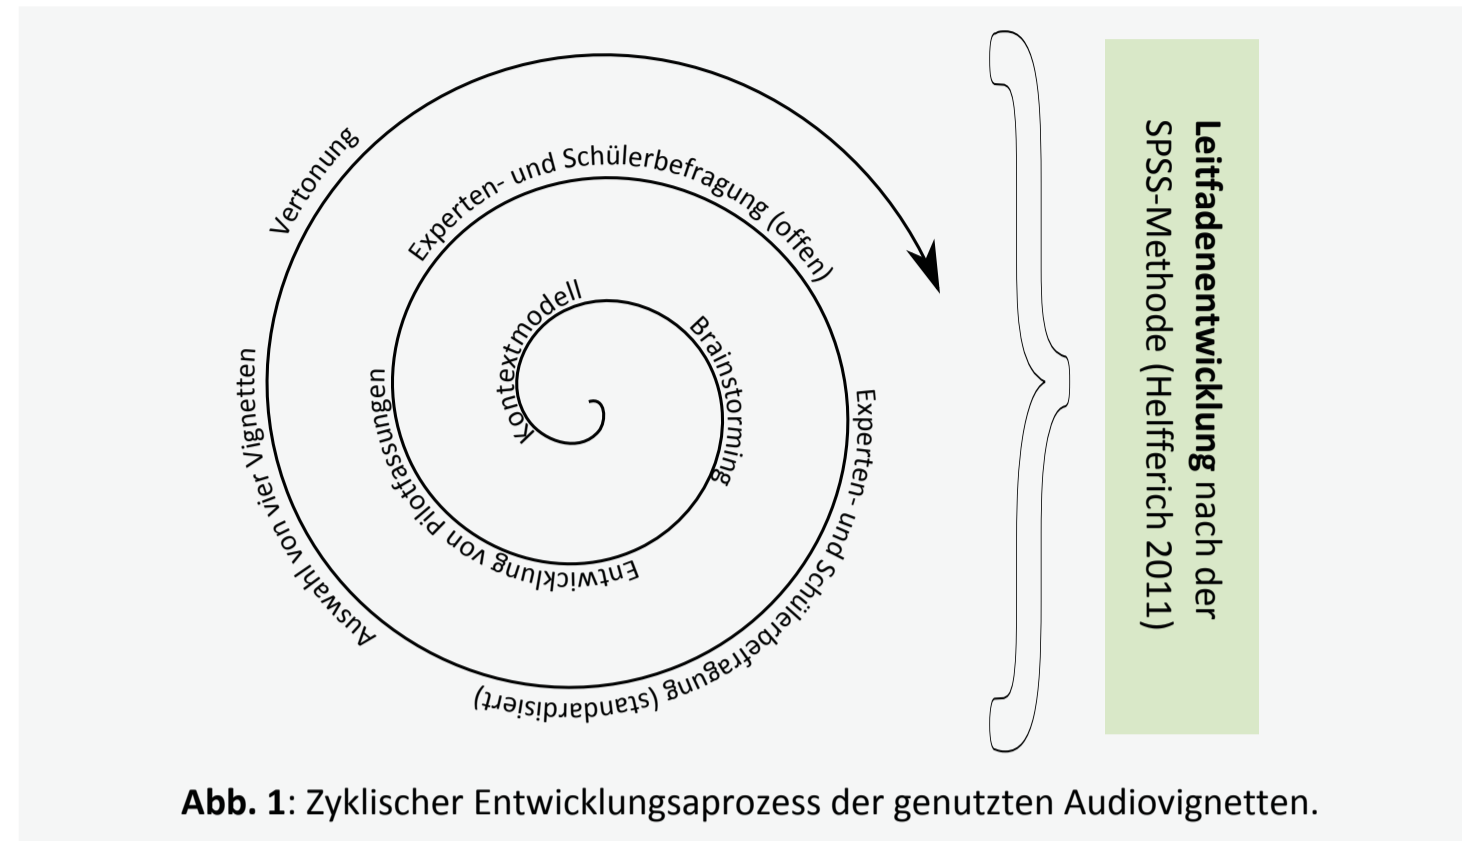 Kontextmodell
Brainstorming
Entwicklung von Pilotfassungen
Experten- und Schülerbefragung (offen)
Experten- und Schülerbefragung (standardisiert)
Auswahl von vier Vignetten
Vertonung
Leitfadenentwicklung nach der
SPSS-Methode (Helfferich 2011)
Abb. 1: Zyklischer Entwicklungsaprozess der genutzten Audiovignetten.